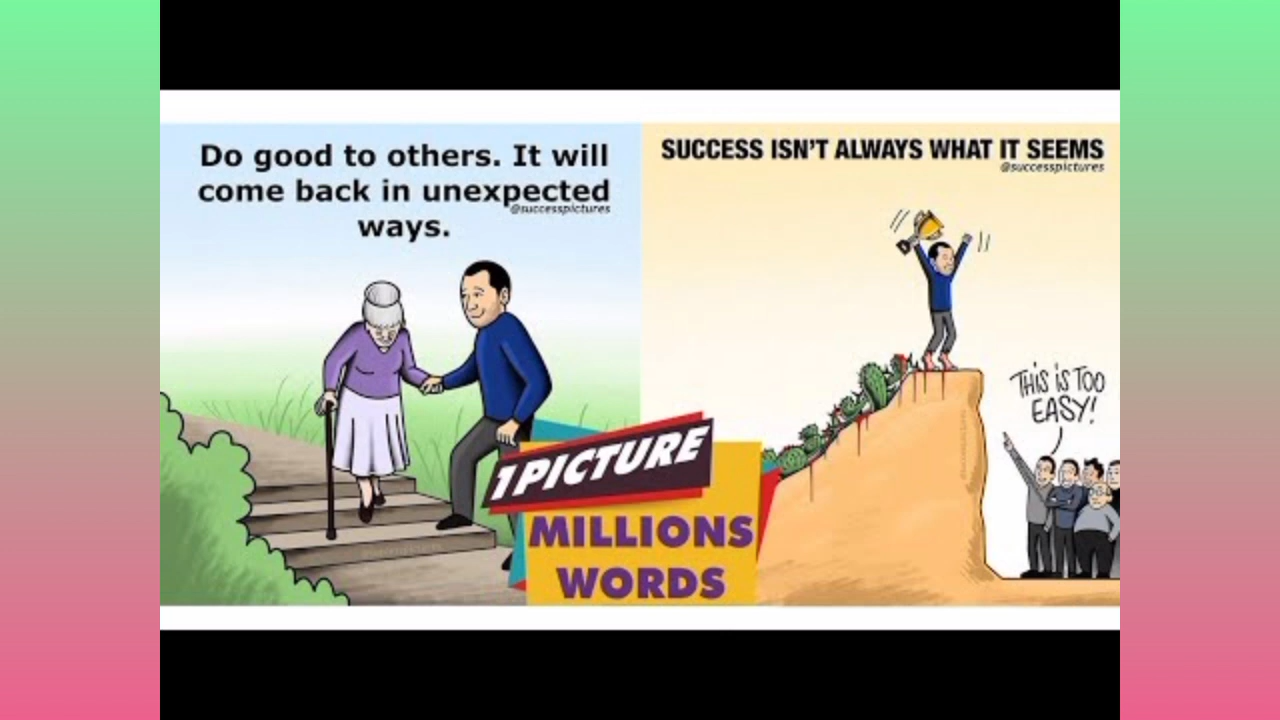 Do good to others. It will
come back in unexpected
@successpictures
ways.
SUCCESS ISN'T ALWAYS WHAT IT SEEMS
@successpictures
THIS IS TOO
EASY!
1 PICTURE
MILLIONS
WORDS